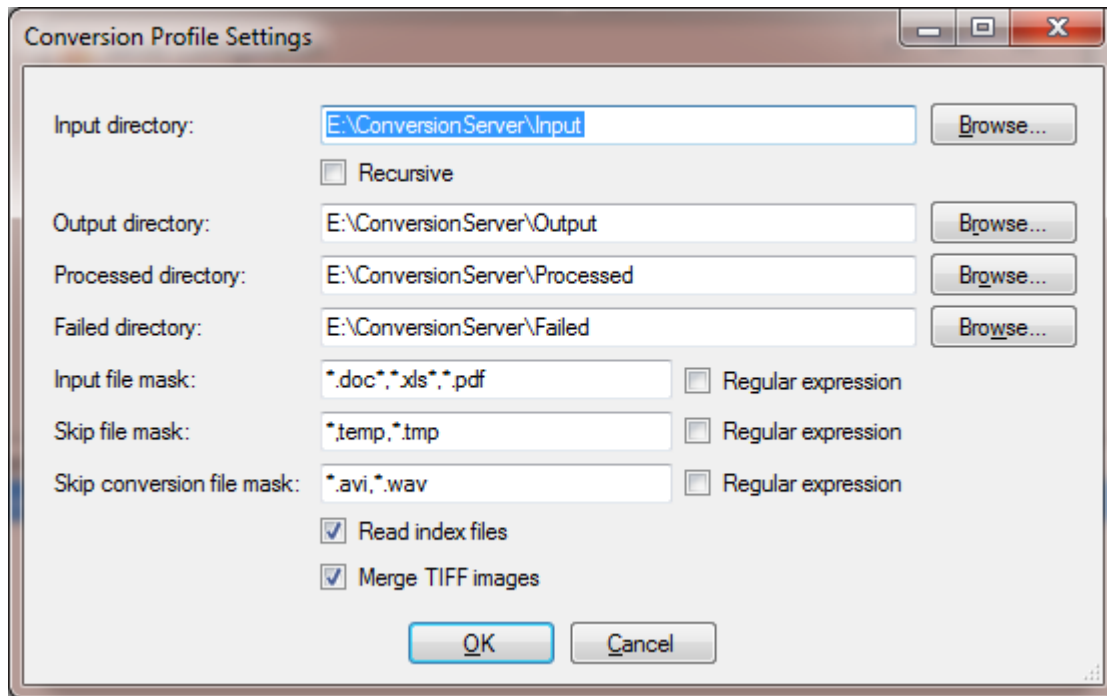 Conversion Profile Settings
Input directory: E:\ConversionServer\Input Browse...
Recursive
Output directory: E:\ConversionServer\Output Browse...
Processed directory: E:\ConversionServer\Processed Browse...
Failed directory: E:\ConversionServer\Failed Browse...
Input file mask: *.doc*,*.xls*,*.pdf Regular expression
Skip file mask: *,temp,*.tmp Regular expression
Skip conversion file mask: *.avi,*.wav Regular expression
Read index files
Merge TIFF images
OK Cancel